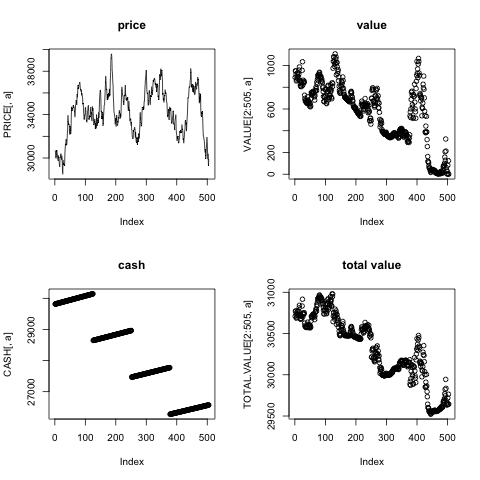 price
value
PRICE[, a]
30000 34000 38000
0 100 200 300 400 500
Index
VALUE[2:505, a]
0 200 600 1000
0 100 200 300 400 500
Index
cash
total value
CASH[, a]
27000 29000
0 100 200 300 400 500
Index
TOTAL.VALUE[2:505, a]
29500 30000 30500 31000
0 100 200 300 400 500
Index